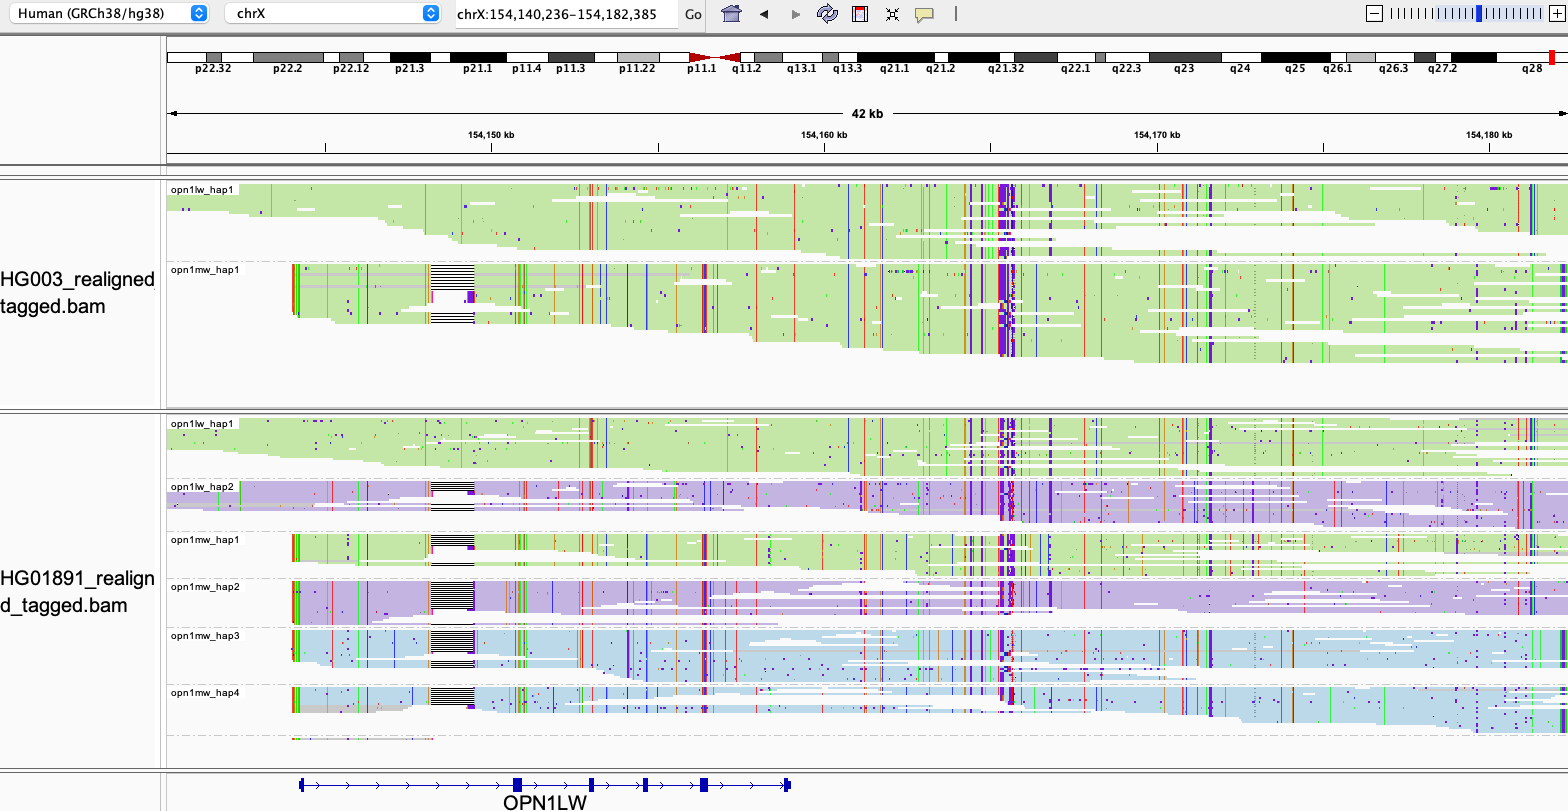 Human (GRCh38/hg38) chrX chrX:154,140,236-154,182,385 Go
p22.32 p22.2 p22.12 p21.3 p21.1 p11.4 p11.3 p11.22 p11.1 q11.2 q13.1 q13.3 q21.1 q21.2 q21.32 q22.1 q22.3 q23 q24 q25 q26.1 q26.3 q27.2 q28
42 kb
154,150 kb 154,160 kb 154,170 kb 154,180 kb
opn1lw_hap1
opn1mw_hap1
HG003_realigned
tagged.bam
opn1lw_hap1
opn1lw_hap2
opn1mw_hap1
opn1mw_hap2
opn1mw_hap3
opn1mw_hap4
HG01891_realign
d_tagged.bam
OPN1LW